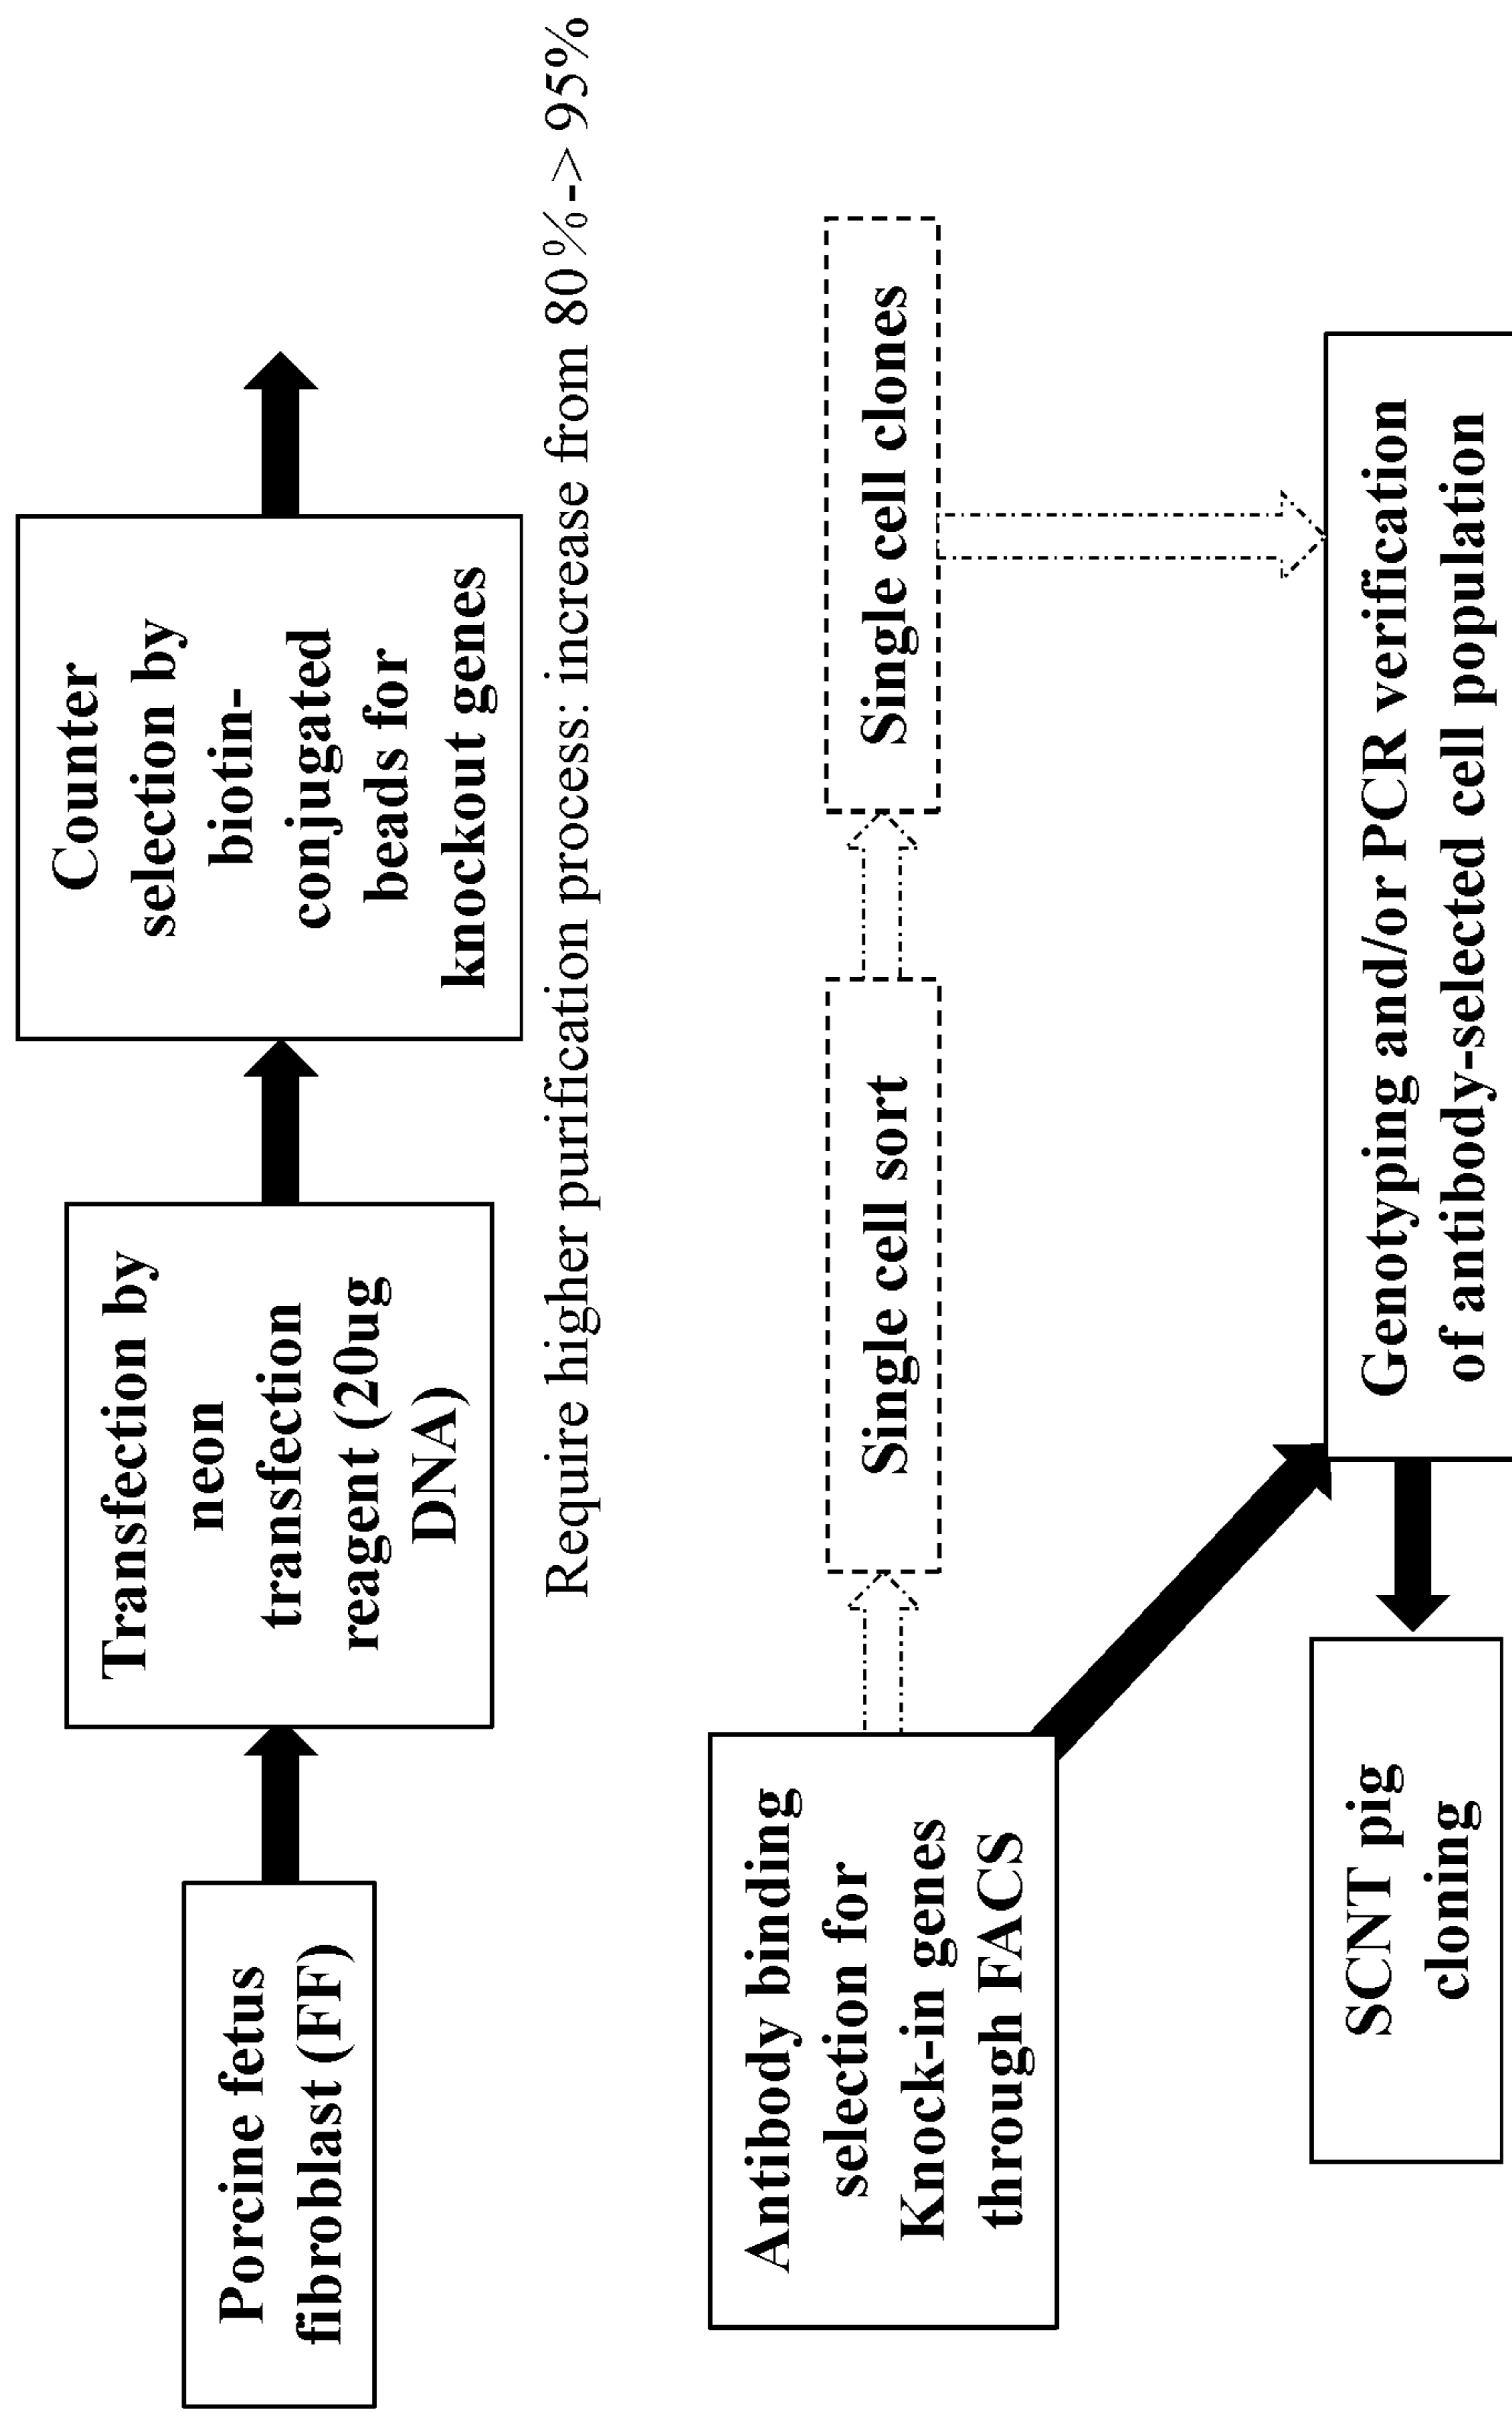 Porcine fetus
fibroblast (FF)
Transfection by
neon
transfection
reagent (20ug
DNA)
Counter
selection by
biotin-
conjugated
beads for
knockout genes
Require higher purification process: increase from 80%-> 95%
Antibody binding
selection for
Knock-in genes
through FACS
Single cell sort
Single cell clones
Genotyping and/or PCR verification
of antibody-selected cell population
SCNT pig
cloning